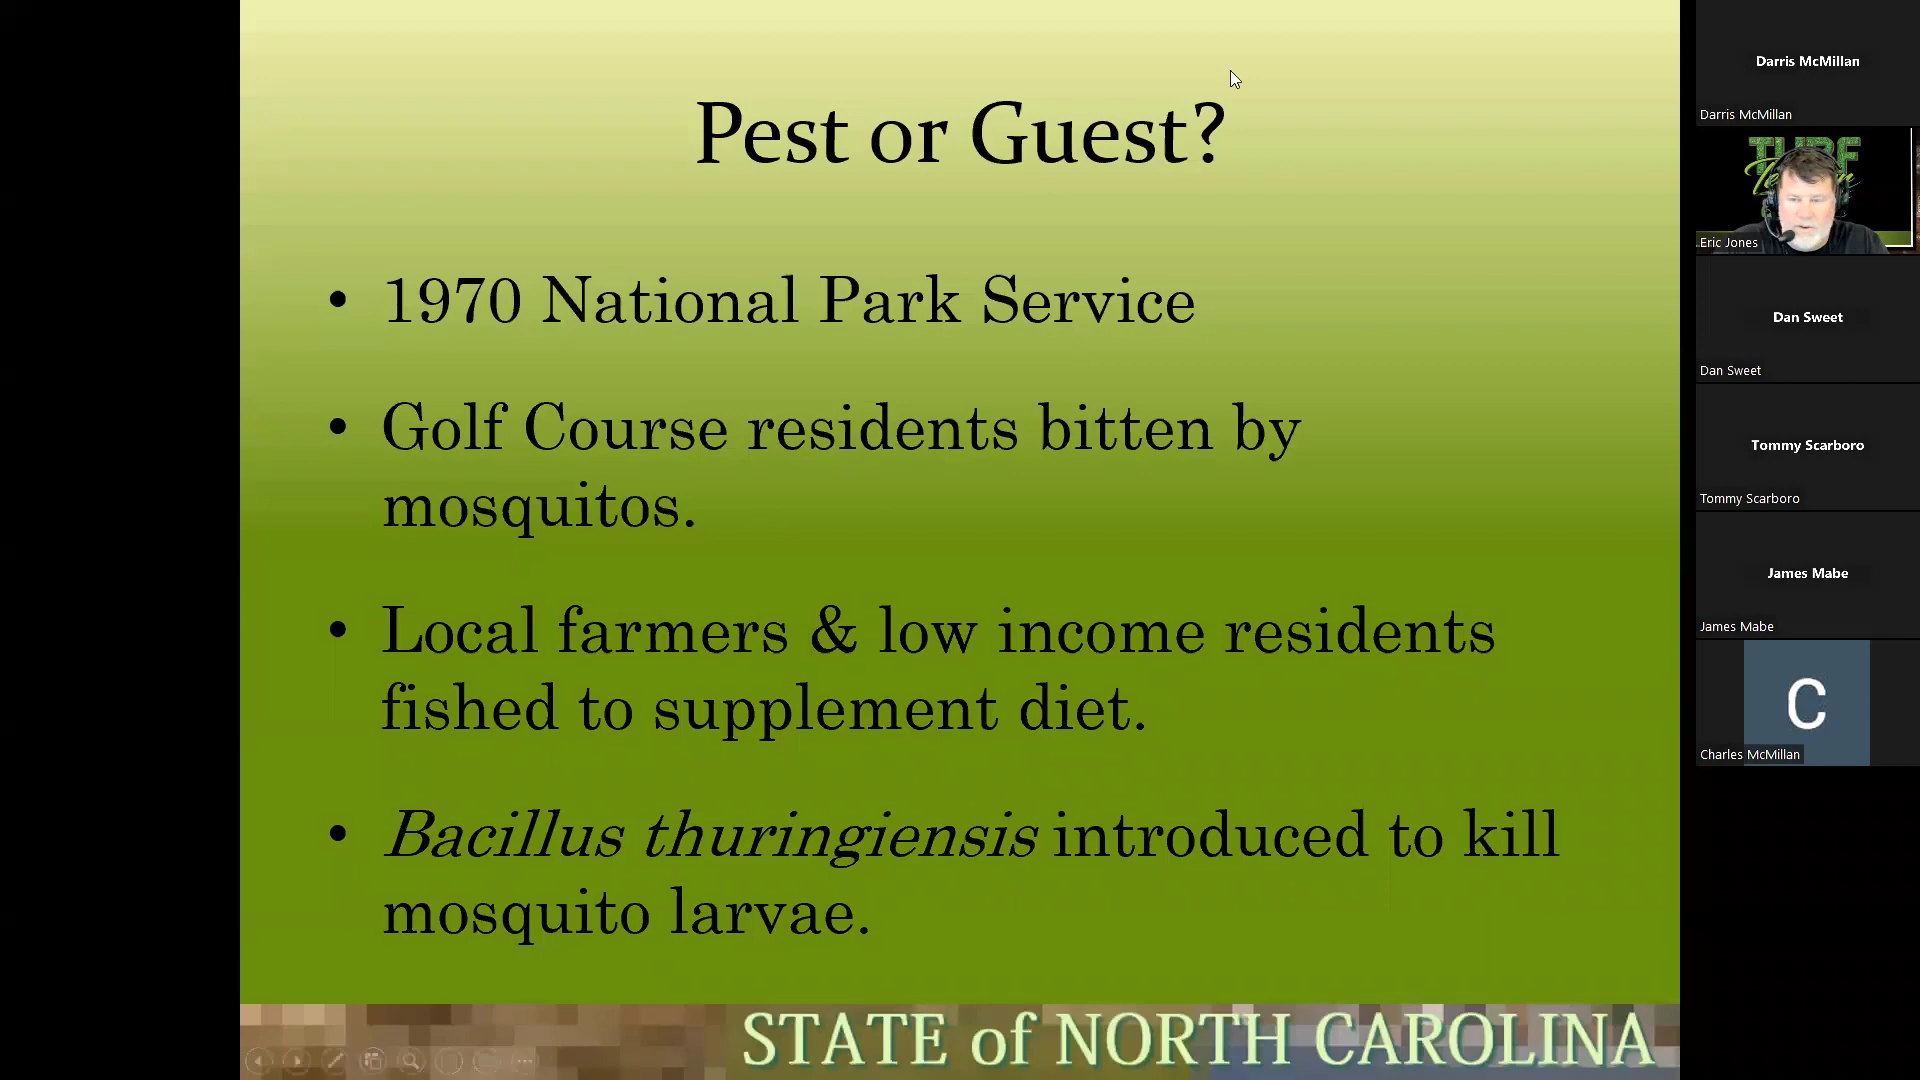 Pest or Guest?
• 1970 National Park Service
• Golf Course residents bitten by
mosquitos.
• Local farmers & low income residents
fished to supplement diet.
• Bacillus thuringiensis introduced to kill
mosquito larvae.
STATE of NORTH CAROLINA
Darris McMillan
Darris McMillan
TURF
Eric Jones
Dan Sweet
Dan Sweet
Tommy Scarboro
Tommy Scarboro
James Mabe
James Mabe
C
Charles McMillan